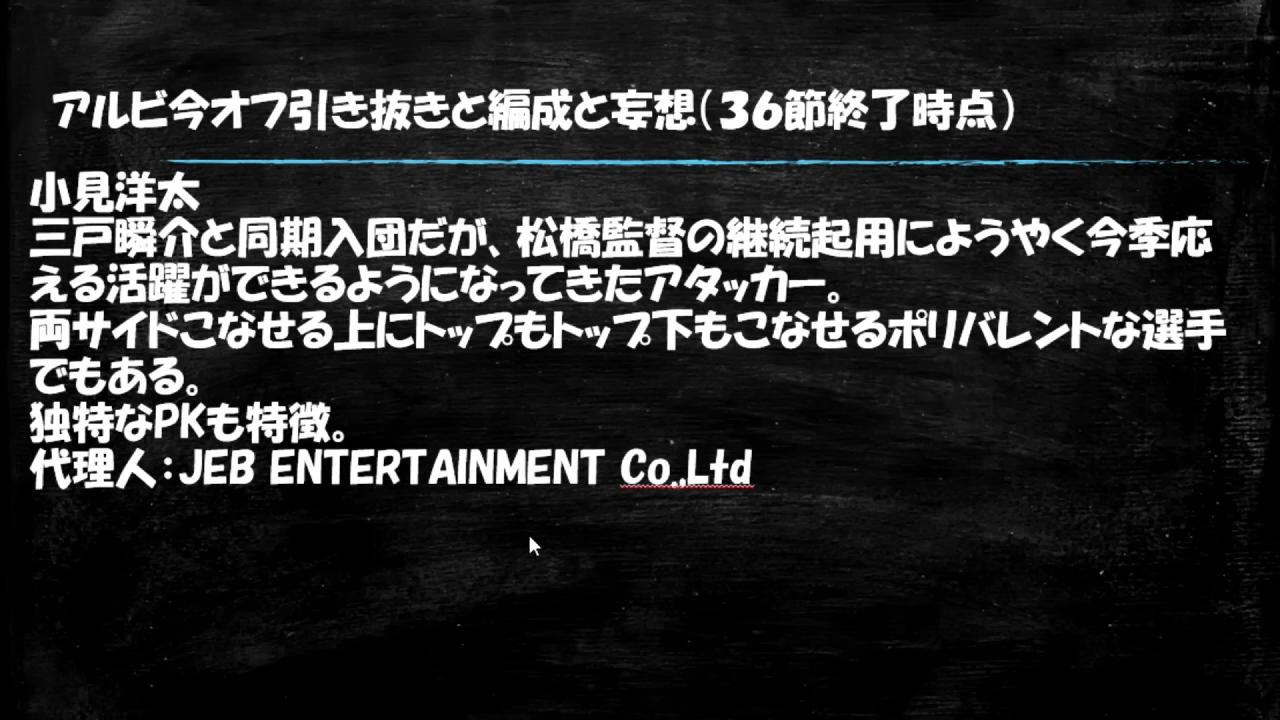 アルビ今オフ引き抜きと編成と妄想（３６節終了時点）
小見洋太
三戸瞬介と同期入団だが、松橋監督の継続起用にようやく今季応
える活躍ができるようになってきたアタッカー。
両サイドこなせる上にトップもトップ下もこなせるポリバレントな選手
でもある。
独特なPKも特徴。
代理人：JEB ENTERTAINMENT Co.,Ltd